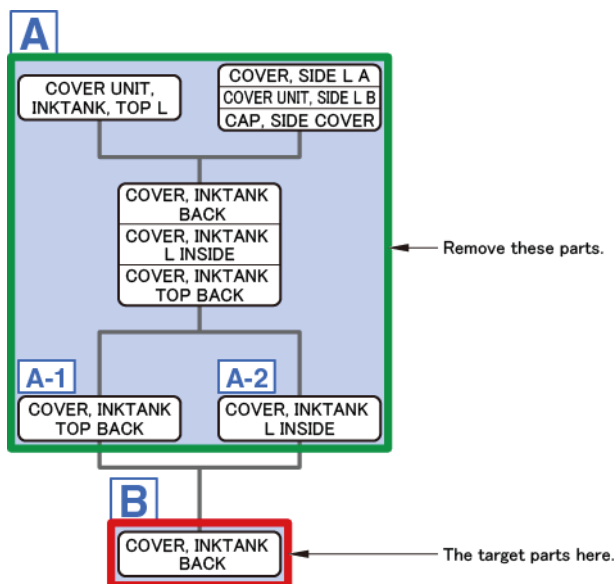 A
COVER UNIT,
INKTANK, TOP L
COVER, SIDE L A
COVER UNIT, SIDE L B
CAP, SIDE COVER
COVER, INKTANK
BACK
COVER, INKTANK
L INSIDE
COVER, INKTANK
TOP BACK
Remove these parts.
A-1
COVER, INKTANK
TOP BACK
A-2
COVER, INKTANK
L INSIDE
B
COVER, INKTANK
BACK
The target parts here.